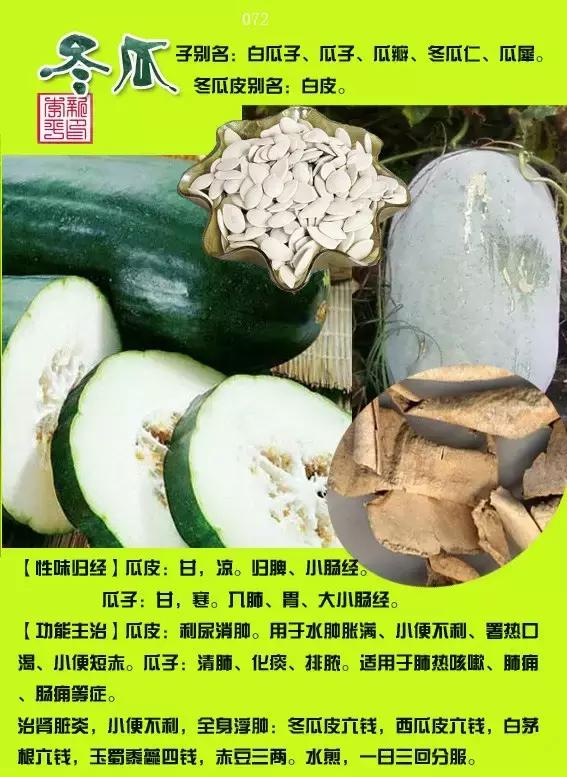 072
冬瓜
子别名：白瓜子、瓜子、瓜瓣、冬瓜仁、瓜犀。
冬瓜皮别名：白皮。
【性味归经】瓜皮：甘，凉。归脾、小肠经。
瓜子：甘，寒。入肺、胃、大小肠经。
【功能主治】瓜皮：利尿消肿。用于水肿胀满、小便不利、署热口
渴、小便短赤。瓜子：清肺、化痰、排脓。适用于肺热咳嗽、肺痈
、肠痈等症。
治肾脏炎，小便不利，全身浮肿：冬瓜皮六钱，西瓜皮六钱，白茅
根六钱，玉蜀黍蕊四钱，赤豆三两。水煎，一日三回分服。